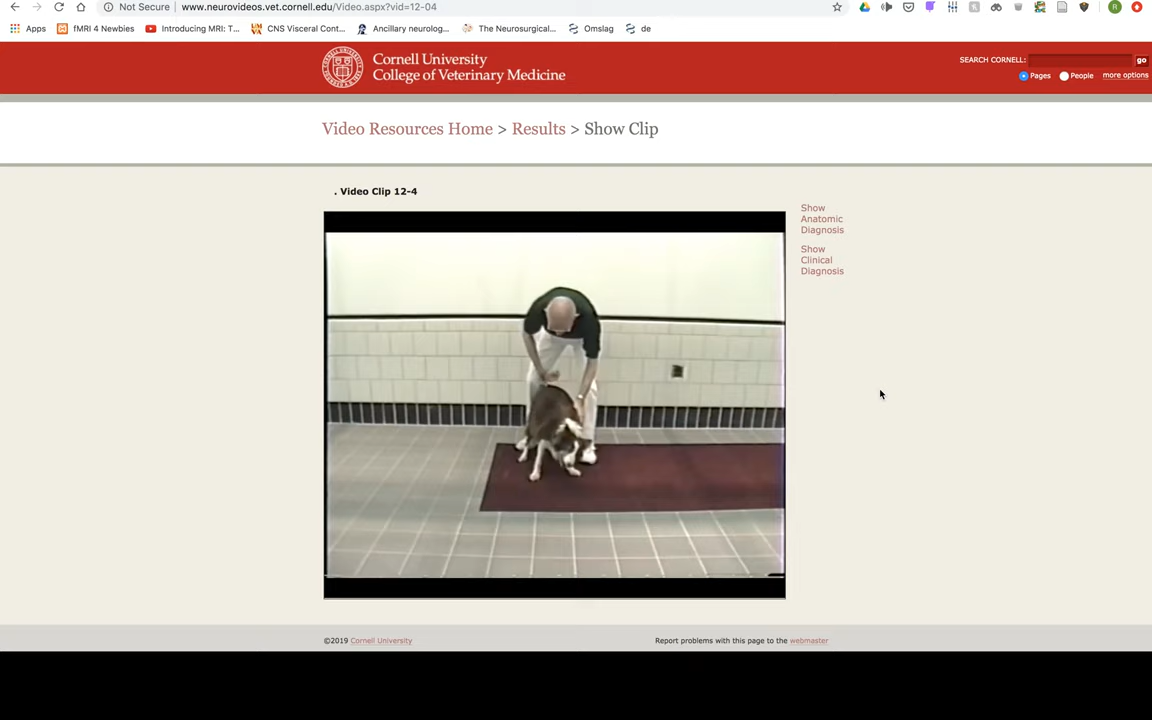 Not Secure www.neurovideos.vet.cornell.edu/Video.aspx?vid=12-04
Apps fMRI 4 Newbies Introducing MRI: T... CNS Visceral Cont... Ancillary neurolog... The Neurosurgical... Omslag de
Cornell University
College of Veterinary Medicine
SEARCH CORNELL: go
Pages People more options
R
Video Resources Home > Results > Show Clip
. Video Clip 12-4
Show
Anatomic
Diagnosis
Show
Clinical
Diagnosis
©2019 Cornell University
Report problems with this page to the webmaster